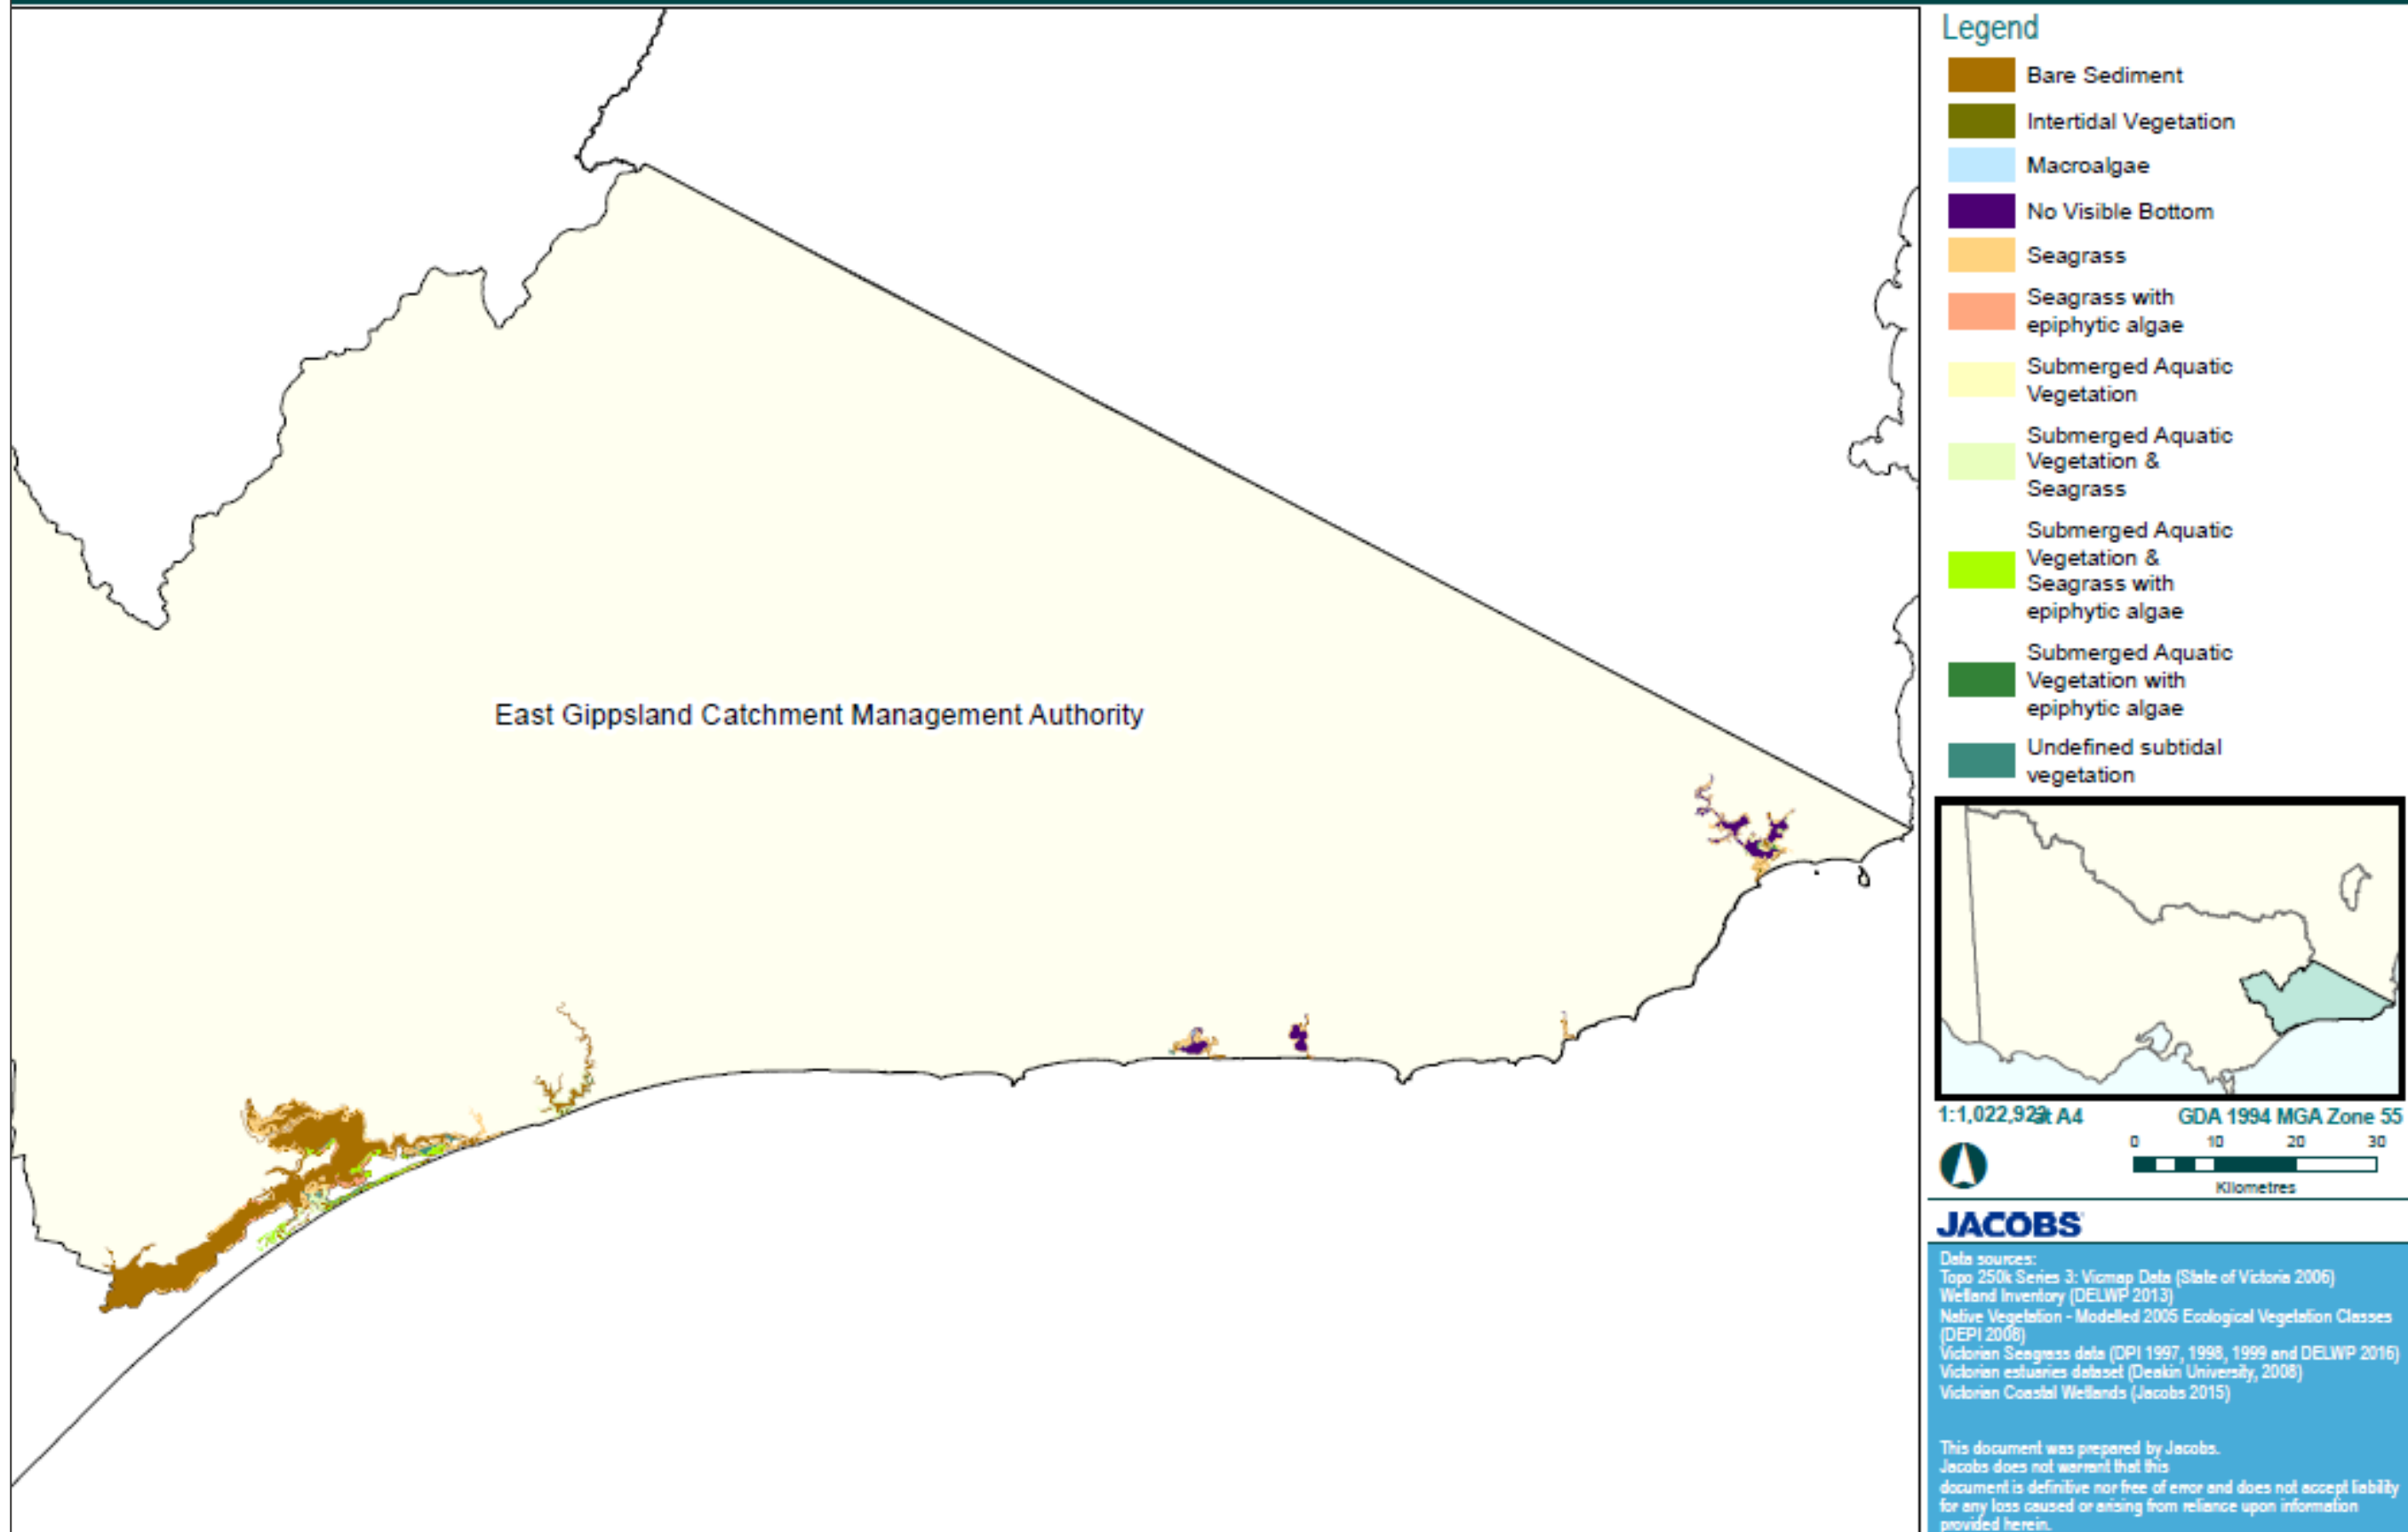 Legend
Bare Sediment
Intertidal Vegetation
Macroalgae
No Visible Bottom
Seagrass
Seagrass with
epiphytic algae
Submerged Aquatic
Vegetation
Submerged Aquatic
Vegetation &
Seagrass
Submerged Aquatic
Vegetation &
Seagrass with
epiphytic algae
Submerged Aquatic
Vegetation with
epiphytic algae
Undefined subtidal
vegetation
East Gippsland Catchment Management Authority
1:1,022,923 at A4 GDA 1994 MGA Zone 55
0 10 20 30
Kilometres
JACOBS
Data sources:
Topo 250k Series 3: Vicmap Data (State of Victoria 2006)
Wetland Inventory (DELWP 2013)
Native Vegetation - Modelled 2005 Ecological Vegetation Classes
(DEPI 2008)
Victorian Seagrass data (DPI 1997, 1998, 1999 and DELWP 2016)
Victorian estuaries dataset (Deakin University, 2008)
Victorian Coastal Wetlands (Jacobs 2015)
This document was prepared by Jacobs.
Jacobs does not warrant that this
document is definitive nor free of error and does not accept liability
for any loss caused or arising from reliance upon information
provided herein.